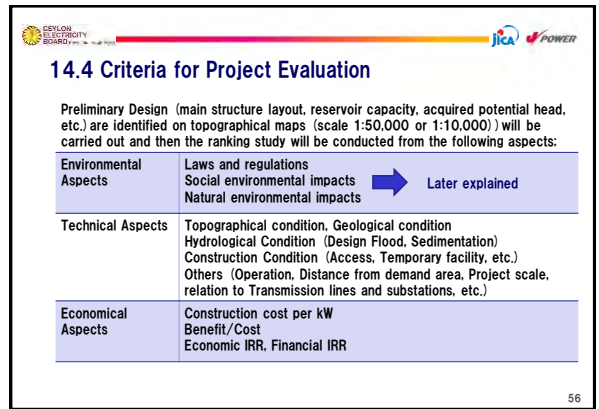 CEYLON
ELECTRICITY
BOARD
jica
POWER
14.4 Criteria for Project Evaluation
Preliminary Design (main structure layout, reservoir capacity, acquired potential head,
etc.) are identified on topographical maps (scale 1:50,000 or 1:10,000)) will be
carried out and then the ranking study will be conducted from the following aspects:
Environmental
Aspects
Laws and regulations
Social environmental impacts
Natural environmental impacts
Later explained
Technical Aspects
Topographical condition, Geological condition
Hydrological Condition (Design Flood, Sedimentation)
Construction Condition (Access, Temporary facility, etc.)
Others (Operation, Distance from demand area, Project scale,
relation to Transmission lines and substations, etc.)
Economical
Aspects
Construction cost per kW
Benefit/Cost
Economic IRR, Financial IRR
56